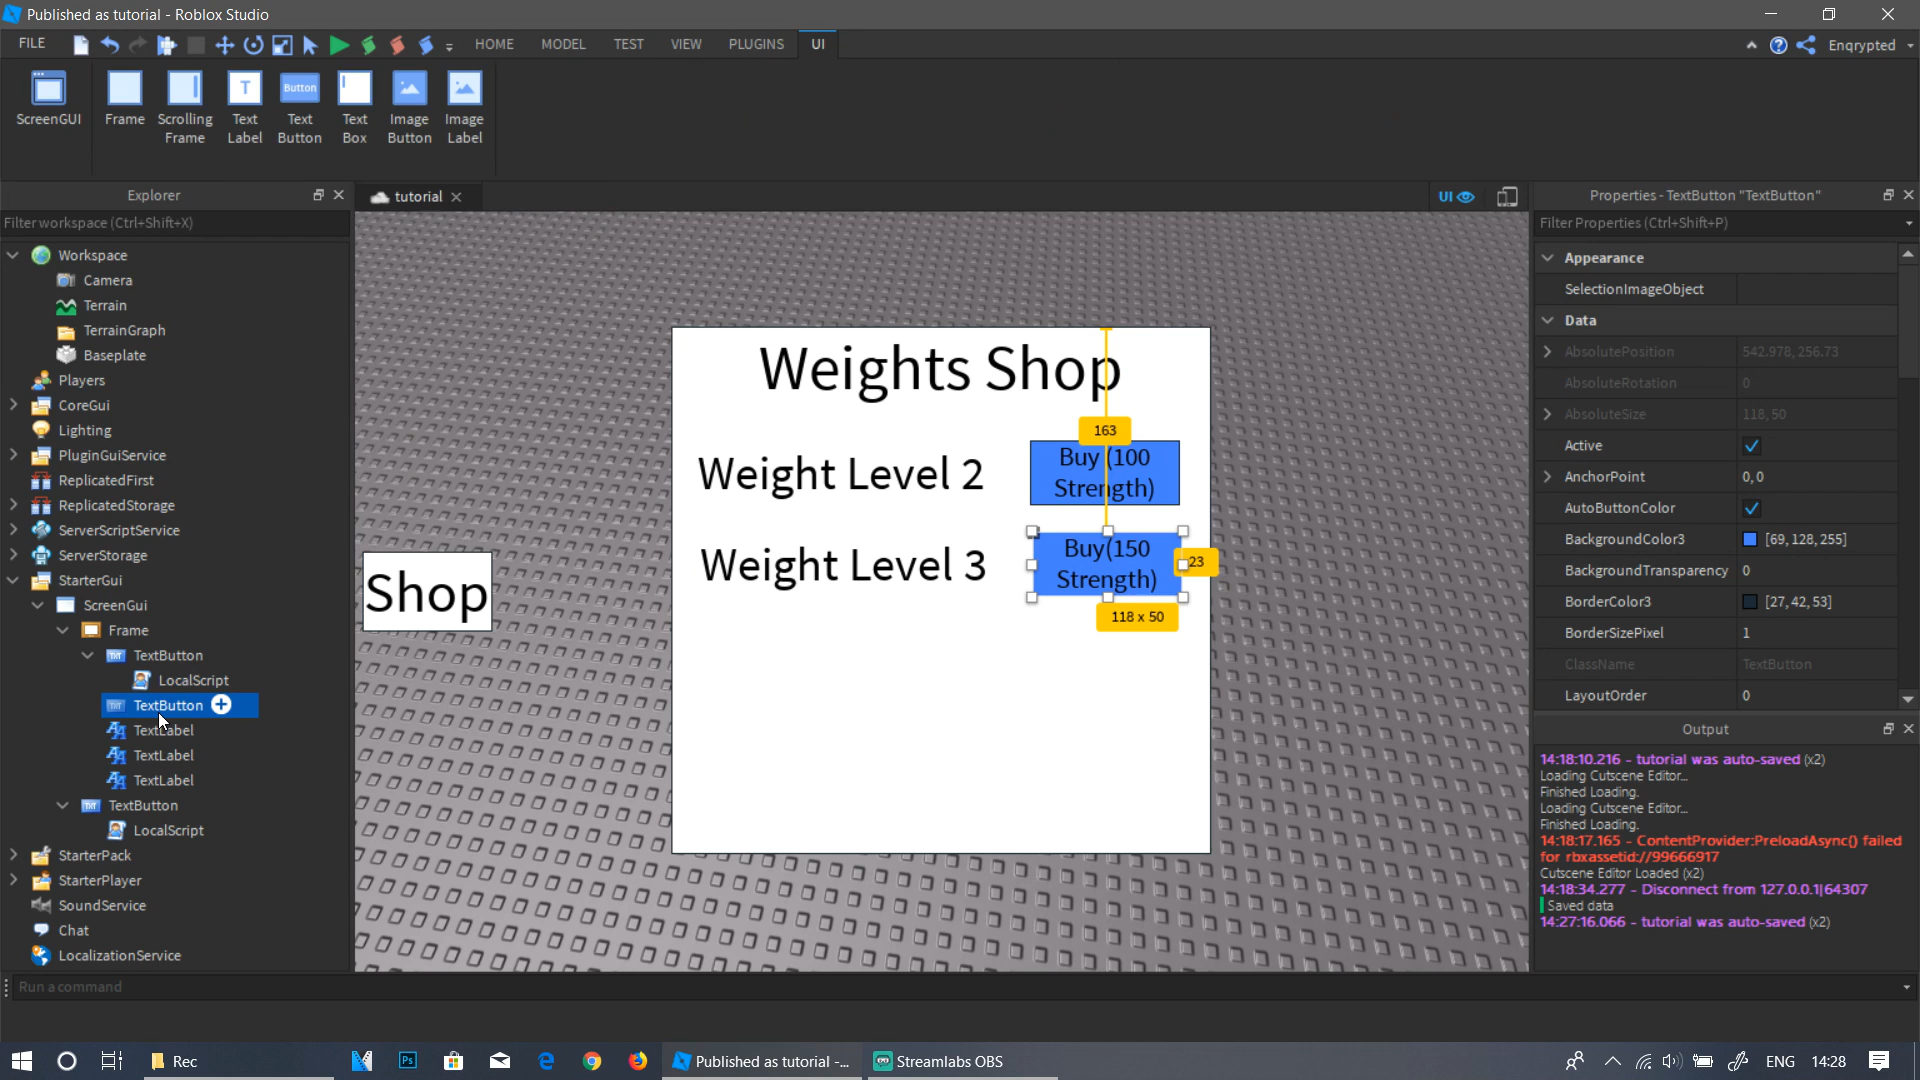 Published as tutorial - Roblox Studio
FILE
HOME
MODEL
TEST
VIEW
PLUGINS
UI
Enqrypted
ScreenGUI
Frame
Scrolling
Frame
Text
Label
Button
Text
Button
Text
Box
Image
Button
Image
Label
Explorer
Filter workspace (Ctrl+Shift+X)
Workspace
Camera
Terrain
TerrainGraph
Baseplate
Players
CoreGui
Lighting
PluginGuiService
ReplicatedFirst
ReplicatedStorage
ServerScriptService
ServerStorage
StarterGui
ScreenGui
Frame
TextButton
LocalScript
TextButton
TextLabel
TextLabel
TextLabel
TextButton
LocalScript
StarterPack
StarterPlayer
SoundService
Chat
LocalizationService
tutorial
UI
Weights Shop
163
Weight Level 2
Buy (100
Strength)
Weight Level 3
Buy(150
Strength)
23
118 x 50
Shop
Properties - TextButton "TextButton"
Filter Properties (Ctrl+Shift+P)
Appearance
SelectionImageObject
Data
AbsolutePosition 542.978, 256.73
AbsoluteRotation 0
AbsoluteSize 118, 50
Active
AnchorPoint 0, 0
AutoButtonColor
BackgroundColor3 [69, 128, 255]
BackgroundTransparency 0
BorderColor3 [27, 42, 53]
BorderSizePixel 1
ClassName TextButton
LayoutOrder 0
Output
14:18:10.216 - tutorial was auto-saved (x2)
Loading Cutscene Editor...
Finished Loading.
Loading Cutscene Editor...
Finished Loading.
14:18:17.165 - ContentProvider:PreloadAsync() failed
for rbxassetid://99666917
Cutscene Editor Loaded (x2)
14:18:34.277 - Disconnect from 127.0.0.1|64307
Saved data
14:27:16.066 - tutorial was auto-saved (x2)
Run a command
Rec
Ps
Published as tutorial -...
Streamlabs OBS
ENG
14:28